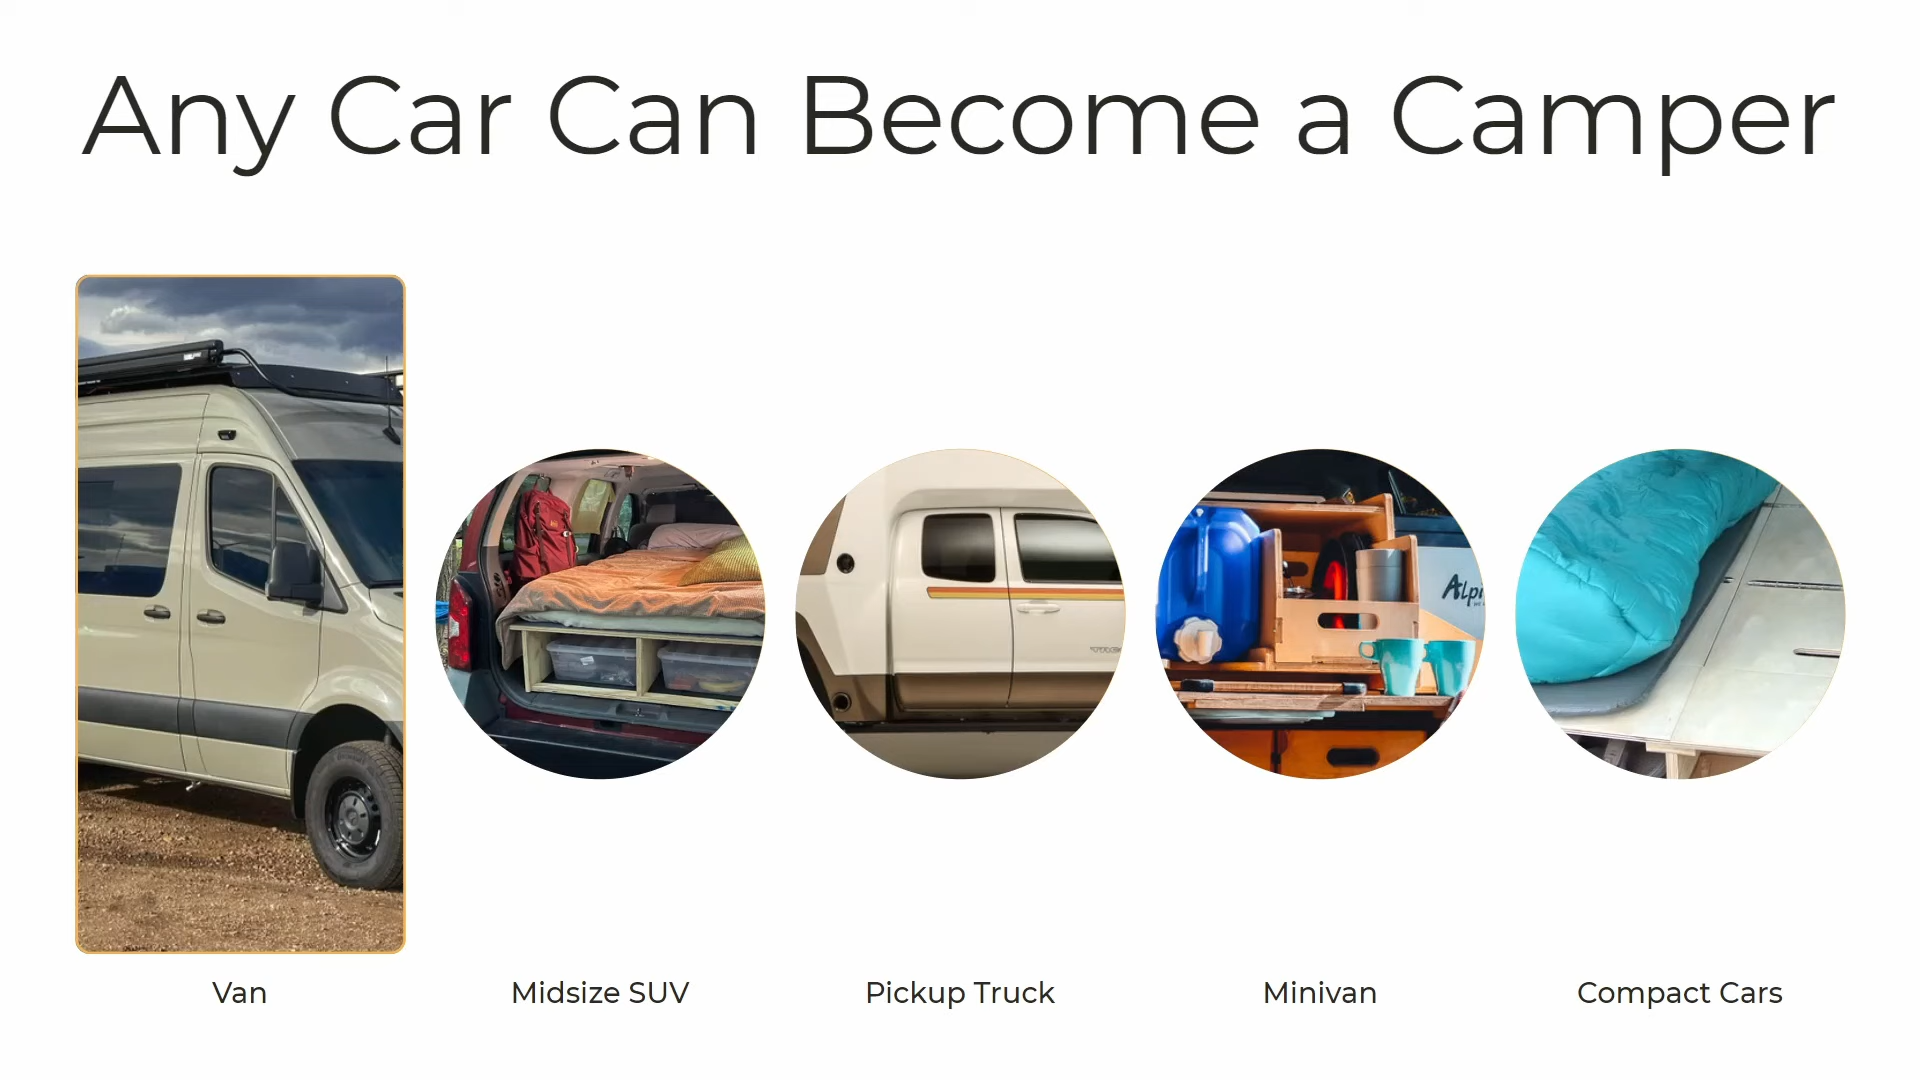 Any Car Can Become a Camper
Van
Midsize SUV
Pickup Truck
Minivan
Compact Cars